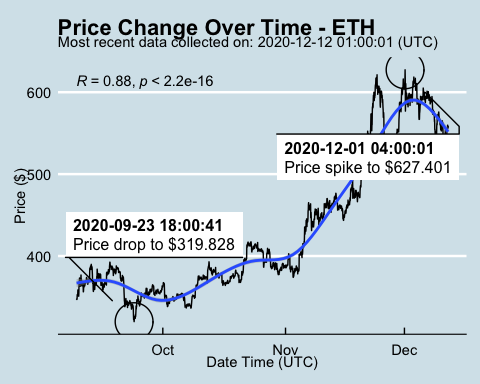 Price Change Over Time - ETH
Most recent data collected on: 2020-12-12 01:00:01 (UTC)
R = 0.88, p < 2.2e-16
600
500
400
Price ($)
2020-12-01 04:00:01
Price spike to $627.401
2020-09-23 18:00:41
Price drop to $319.828
Oct
Nov
Dec
Date Time (UTC)